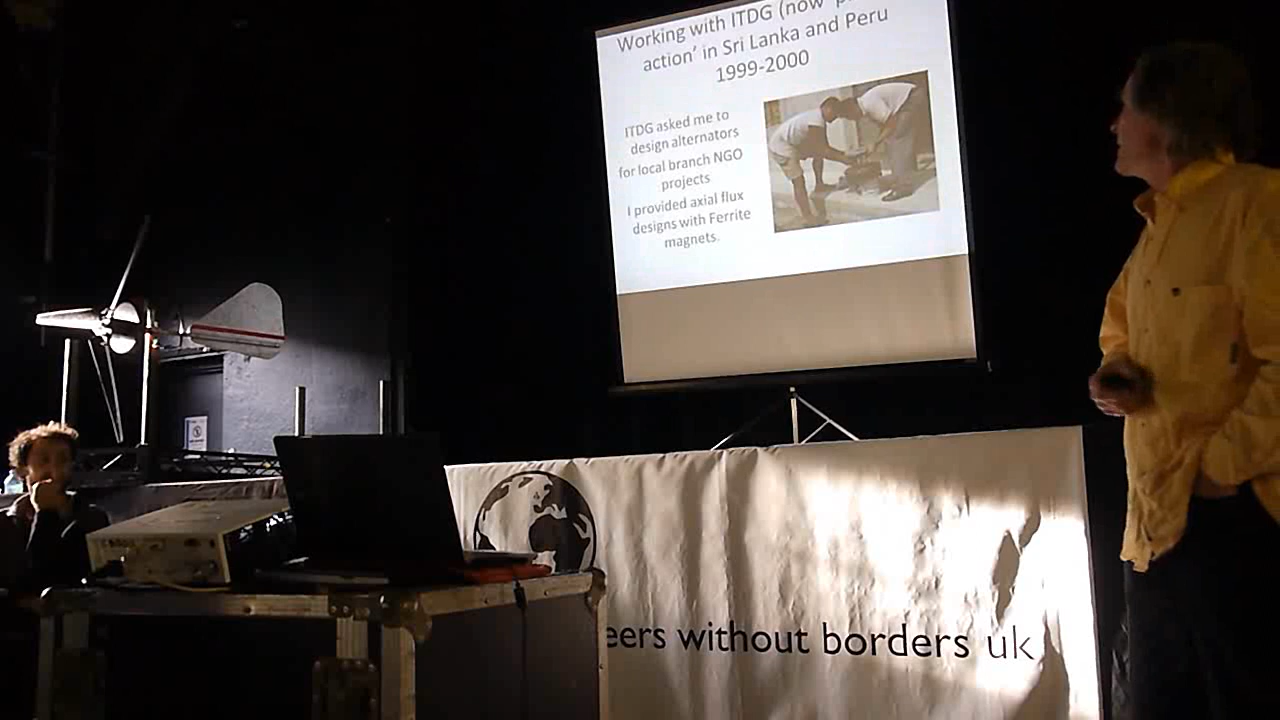 Working with ITDG (now
action' in Sri Lanka and Peru
1999-2000
ITDG asked me to
design alternators
for local branch NGO
projects
I provided axial flux
designs with Ferrite
magnets.
eers without borders uk